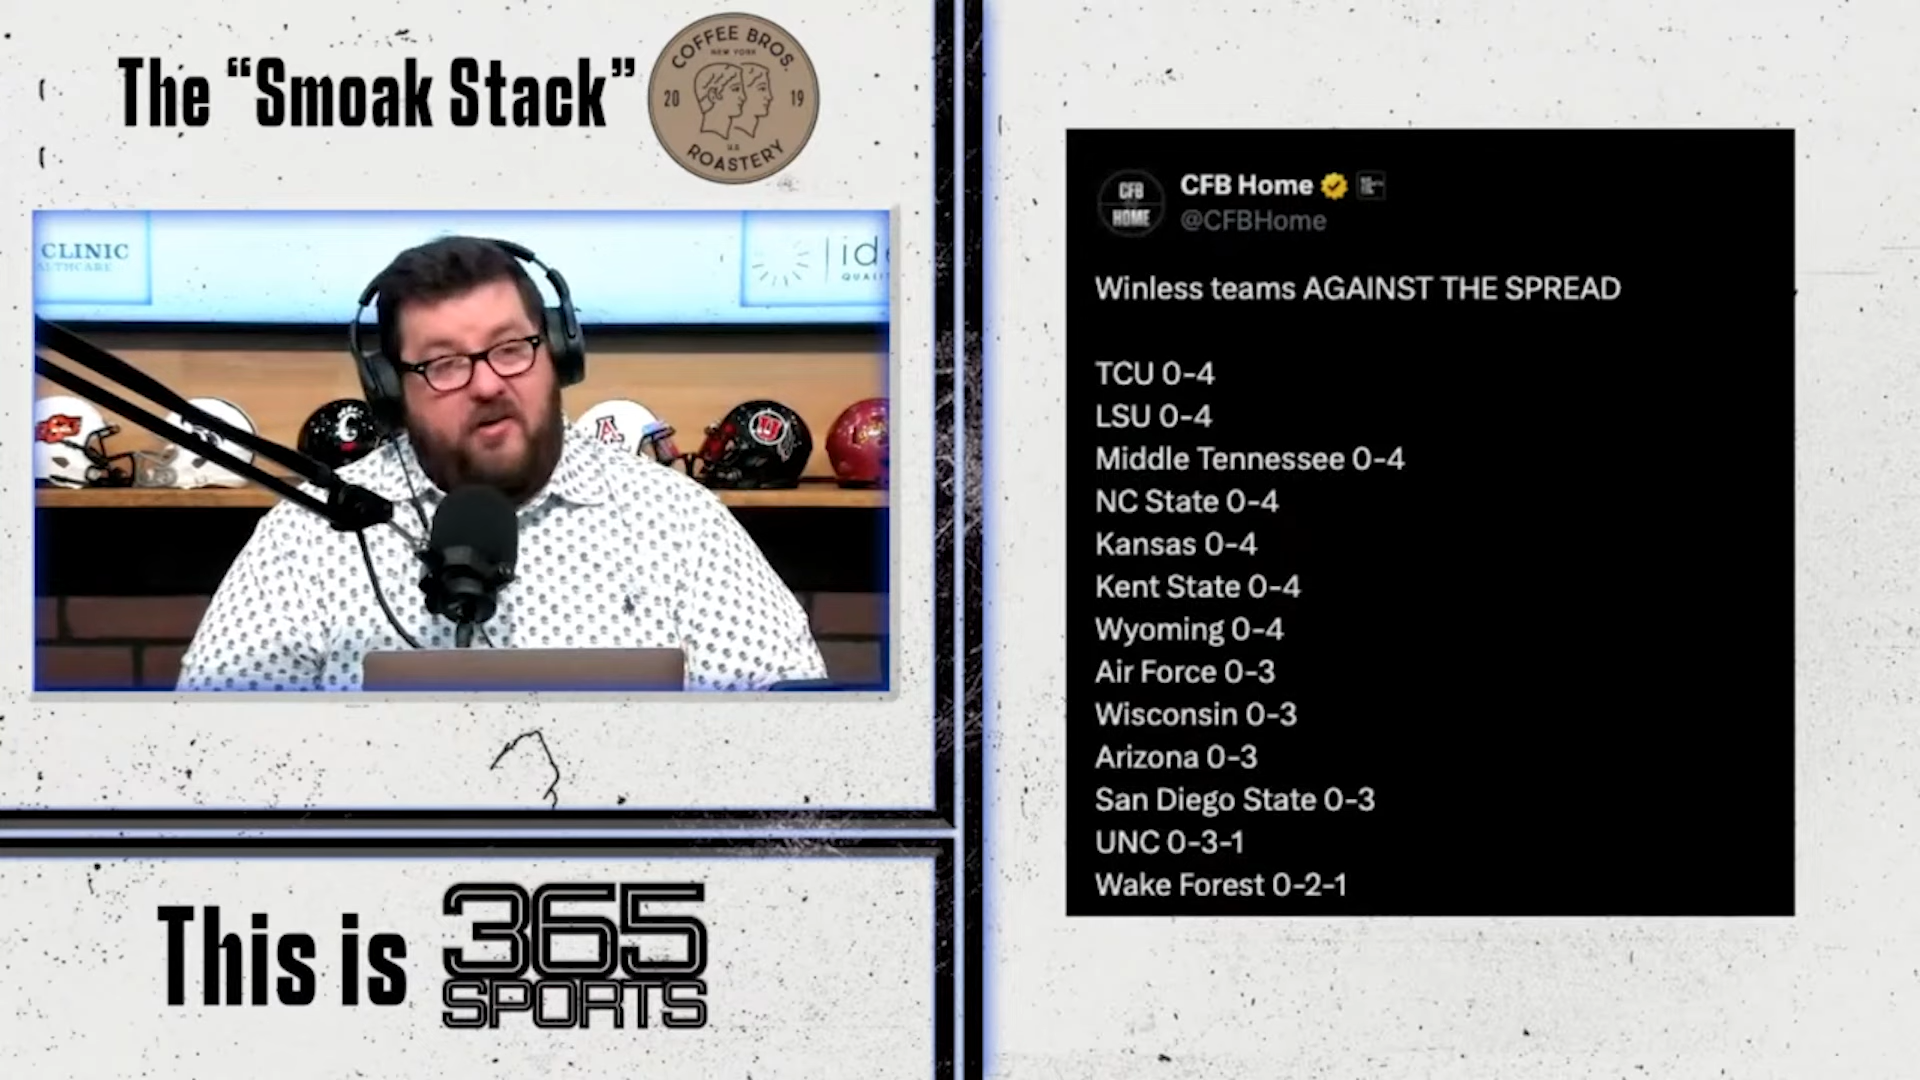 The “Smoak Stack”
COFFEE BROS.
NEW YORK
20 19
U.S
ROASTERY
CLINIC
id
This is
365
SPORTS
CFB
HOME
CFB Home
@CFBHome
Winless teams AGAINST THE SPREAD
TCU 0-4
LSU 0-4
Middle Tennessee 0-4
NC State 0-4
Kansas 0-4
Kent State 0-4
Wyoming 0-4
Air Force 0-3
Wisconsin 0-3
Arizona 0-3
San Diego State 0-3
UNC 0-3-1
Wake Forest 0-2-1